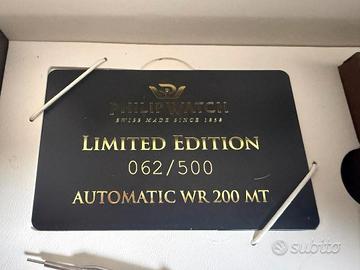 PHILIP WATCH
SWISS MADE SINCE 1858
LIMITED EDITION
062/500
AUTOMATIC WR 200 MT
subito